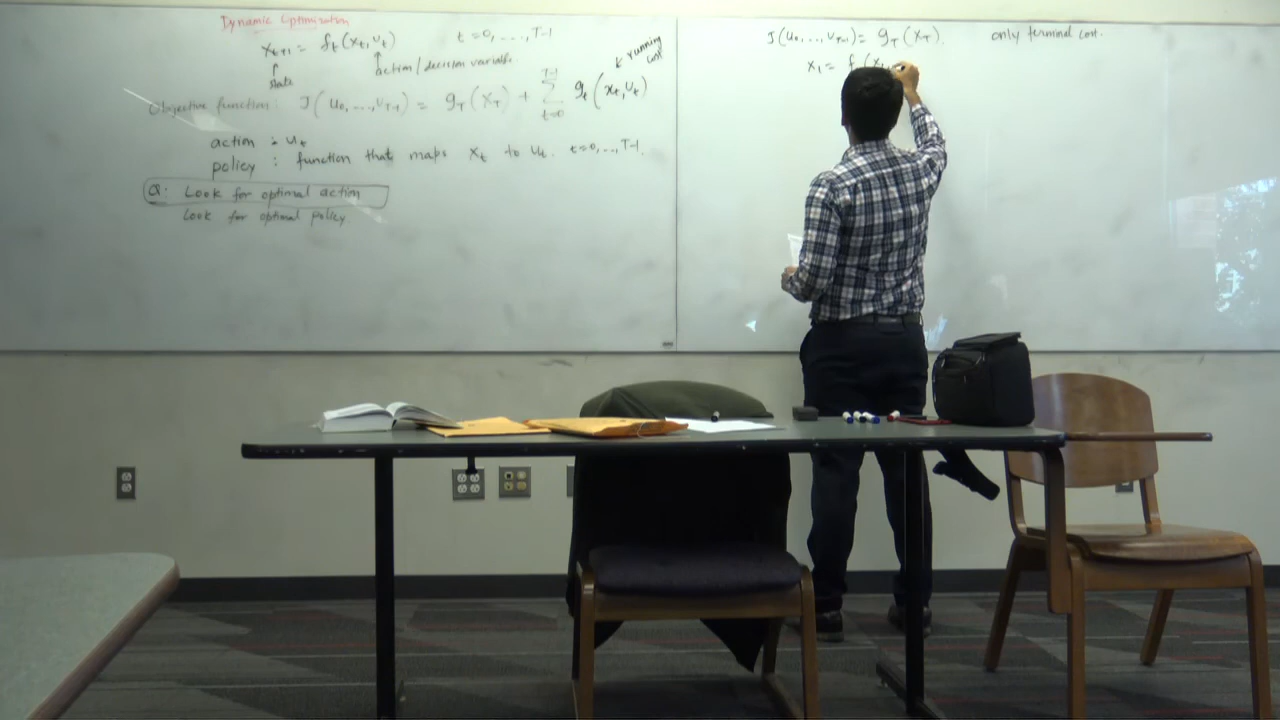 Dynamic Optimization
x_{t+1} = f_t(x_t, u_t)    t=0,...,T-1
↑ state    ↑ action / decision variable.    ↙ running cost
Objective function: J(u_0,...,u_{T-1}) = g_T(x_T) + \sum_{t=0}^{T-1} g_t(x_t, u_t)
action : u_t
policy : function that maps x_t to u_t. t=0,...,T-1.
Q. Look for optimal action
Look for optimal policy
J(u_0,...,u_{T-1}) = g_T(x_T).    only terminal cost.
x_1 = f (x